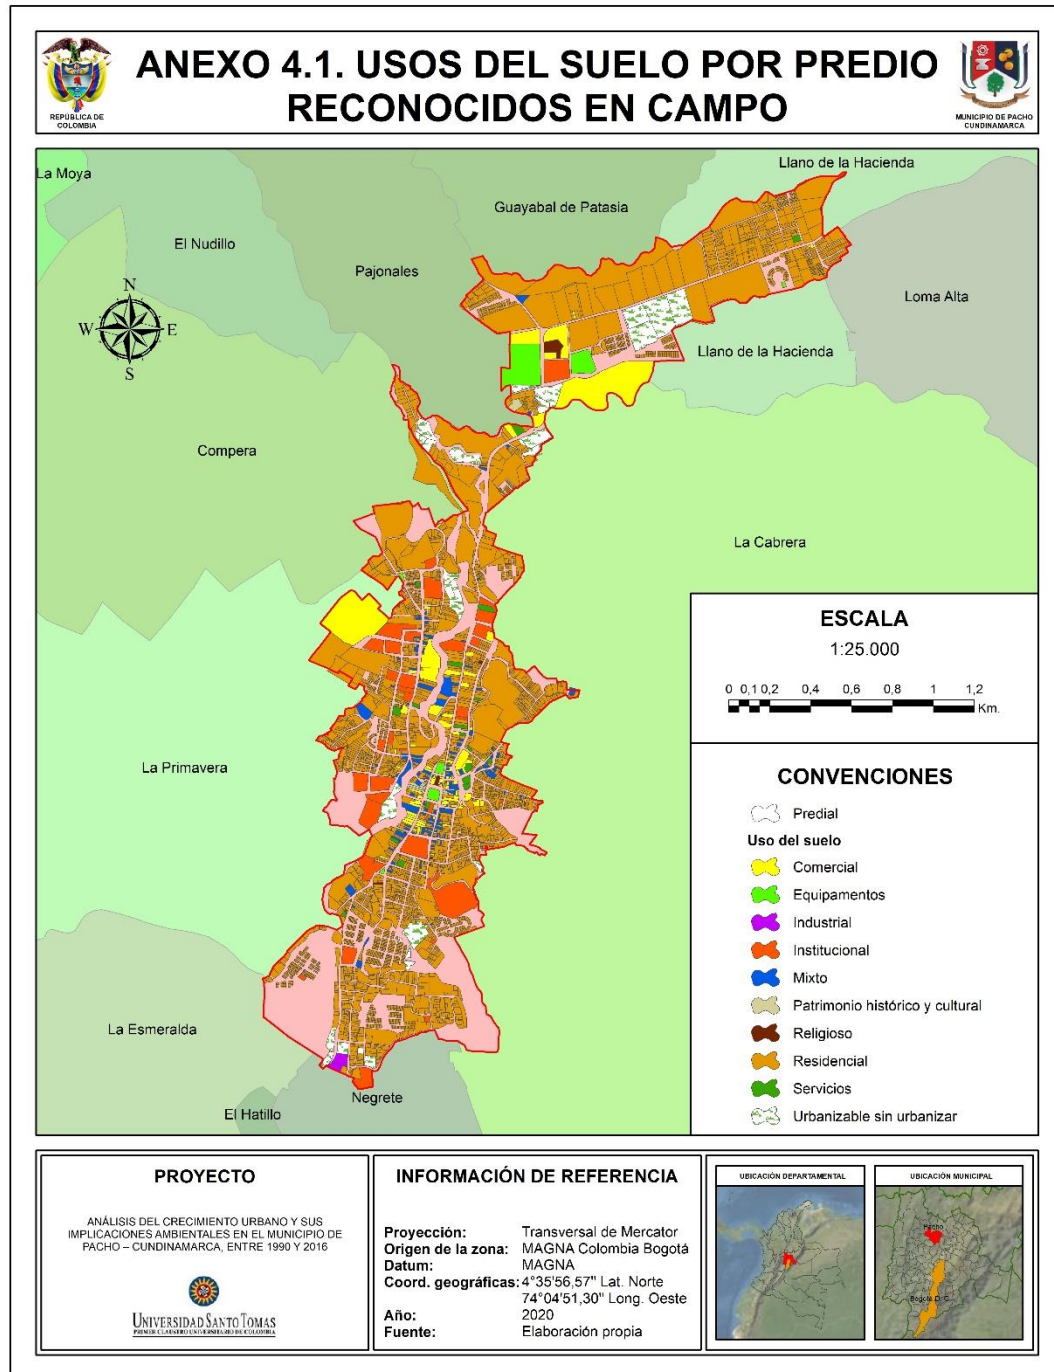 ANEXO 4.1. USOS DEL SUELO POR PREDIO
RECONOCIDOS EN CAMPO
REPÚBLICA DE
COLOMBIA
MUNICIPIO DE PACHO
CUNDINAMARCA
La Moya
Llano de la Hacienda
Guayabal de Patasia
El Nudillo
Pajonales
Loma Alta
N
W
E
S
Llano de la Hacienda
Compera
La Cabrera
La Primavera
La Esmeralda
Negrete
El Hatillo
ESCALA
1:25.000
0 0,1 0,2 0,4 0,6 0,8 1 1,2
Km.
CONVENCIONES
Predial
Uso del suelo
Comercial
Equipamentos
Industrial
Institucional
Mixto
Patrimonio histórico y cultural
Religioso
Residencial
Servicios
Urbanizable sin urbanizar
PROYECTO
ANÁLISIS DEL CRECIMIENTO URBANO Y SUS
IMPLICACIONES AMBIENTALES EN EL MUNICIPIO DE
PACHO – CUNDINAMARCA, ENTRE 1990 Y 2016
UNIVERSIDAD SANTO TOMAS
PRIMER CLAUSTRO UNIVERSITARIO DE COLOMBIA
INFORMACIÓN DE REFERENCIA
Proyección: Transversal de Mercator
Origen de la zona: MAGNA Colombia Bogotá
Datum: MAGNA
Coord. geográficas: 4°35'56,57" Lat. Norte
74°04'51,30" Long. Oeste
Año: 2020
Fuente: Elaboración propia
UBICACIÓN DEPARTAMENTAL
UBICACIÓN MUNICIPAL
Pacho
Bogotá D. C.